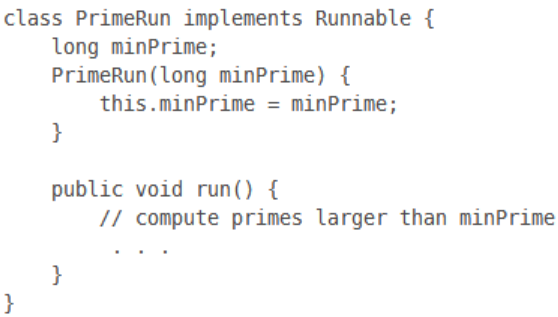 class PrimeRun implements Runnable {
    long minPrime;
    PrimeRun(long minPrime) {
        this.minPrime = minPrime;
    }

    public void run() {
        // compute primes larger than minPrime
         . . .
    }
}